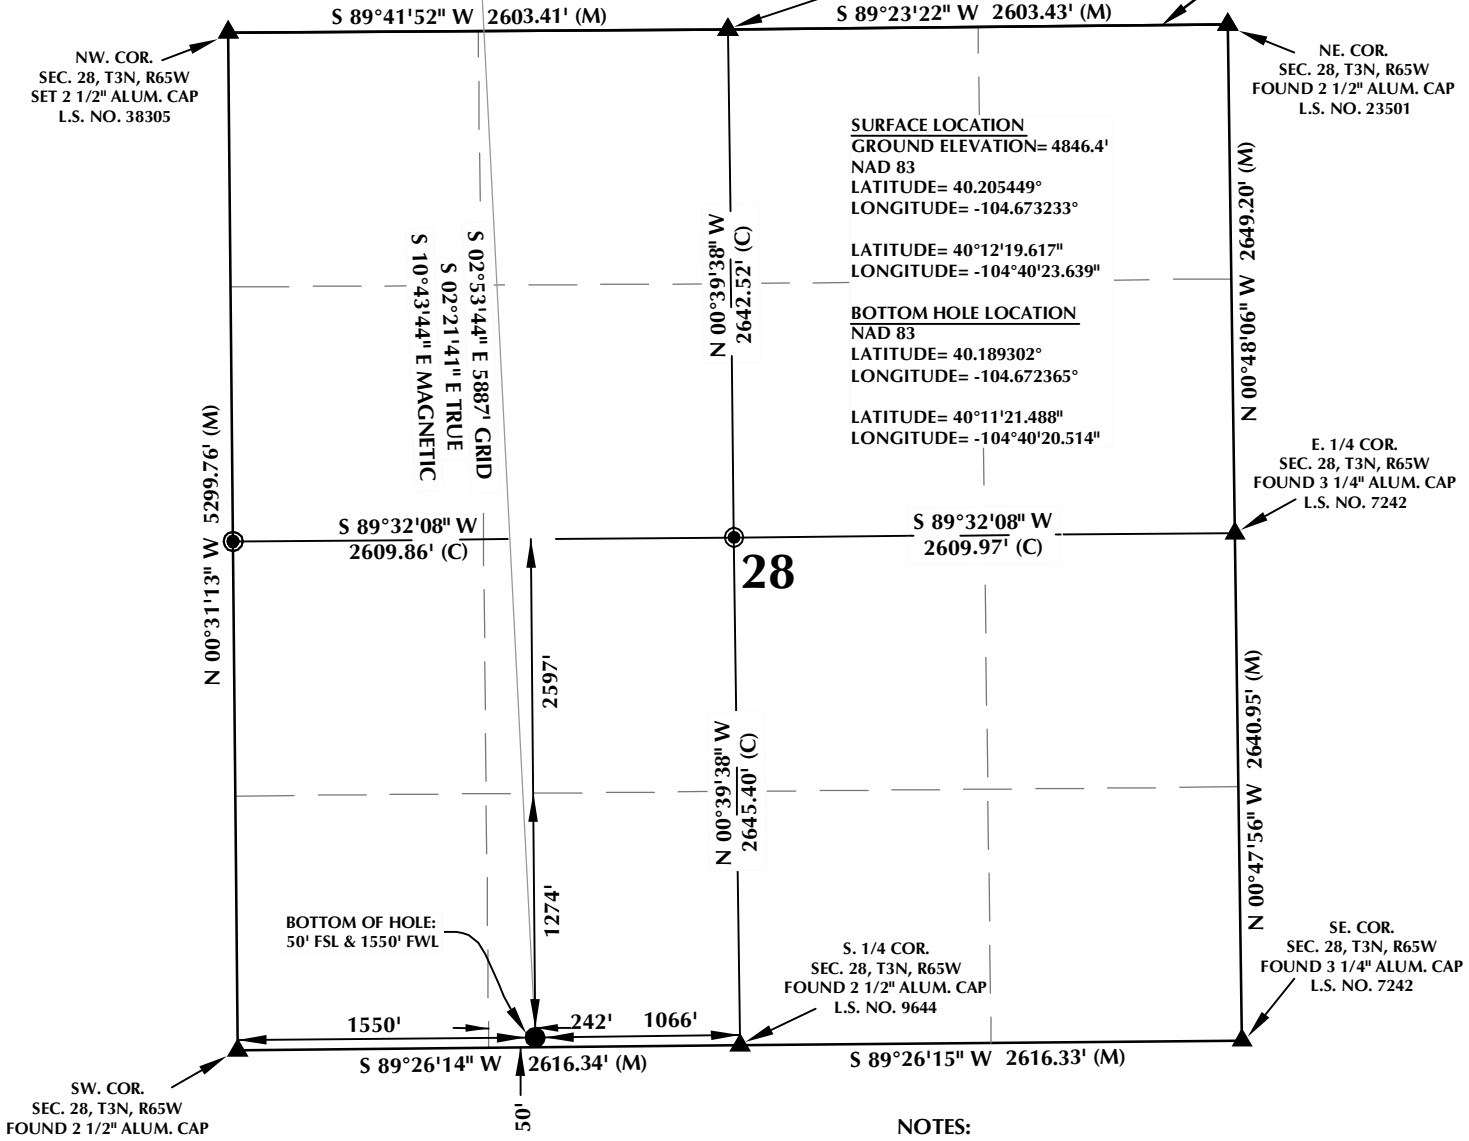 S 89°41'52" W 2603.41' (M)
S 89°23'22" W 2603.43' (M)
NW. COR.
SEC. 28, T3N, R65W
SET 2 1/2" ALUM. CAP
L.S. NO. 38305
NE. COR.
SEC. 28, T3N, R65W
FOUND 2 1/2" ALUM. CAP
L.S. NO. 23501
SURFACE LOCATION
GROUND ELEVATION= 4846.4'
NAD 83
LATITUDE= 40.205449°
LONGITUDE= -104.673233°
LATITUDE= 40°12'19.617"
LONGITUDE= -104°40'23.639"
BOTTOM HOLE LOCATION
NAD 83
LATITUDE= 40.189302°
LONGITUDE= -104.672365°
LATITUDE= 40°11'21.488"
LONGITUDE= -104°40'20.514"
N 00°48'06" W 2649.20' (M)
N 00°39'38" W
2642.52' (C)
S 02°53'44" E 5887' GRID
S 02°21'41" E TRUE
S 10°43'44" E MAGNETIC
N 00°31'13" W 5299.76' (M)
E. 1/4 COR.
SEC. 28, T3N, R65W
FOUND 3 1/4" ALUM. CAP
L.S. NO. 7242
S 89°32'08" W
2609.86' (C)
S 89°32'08" W
2609.97' (C)
28
2597'
N 00°39'38" W
2645.40' (C)
N 00°47'56" W 2640.95' (M)
1274'
BOTTOM OF HOLE:
50' FSL & 1550' FWL
S. 1/4 COR.
SEC. 28, T3N, R65W
FOUND 2 1/2" ALUM. CAP
L.S. NO. 9644
SE. COR.
SEC. 28, T3N, R65W
FOUND 3 1/4" ALUM. CAP
L.S. NO. 7242
1550'
242'
1066'
S 89°26'14" W 2616.34' (M)
S 89°26'15" W 2616.33' (M)
50'
SW. COR.
SEC. 28, T3N, R65W
FOUND 2 1/2" ALUM. CAP
NOTES: